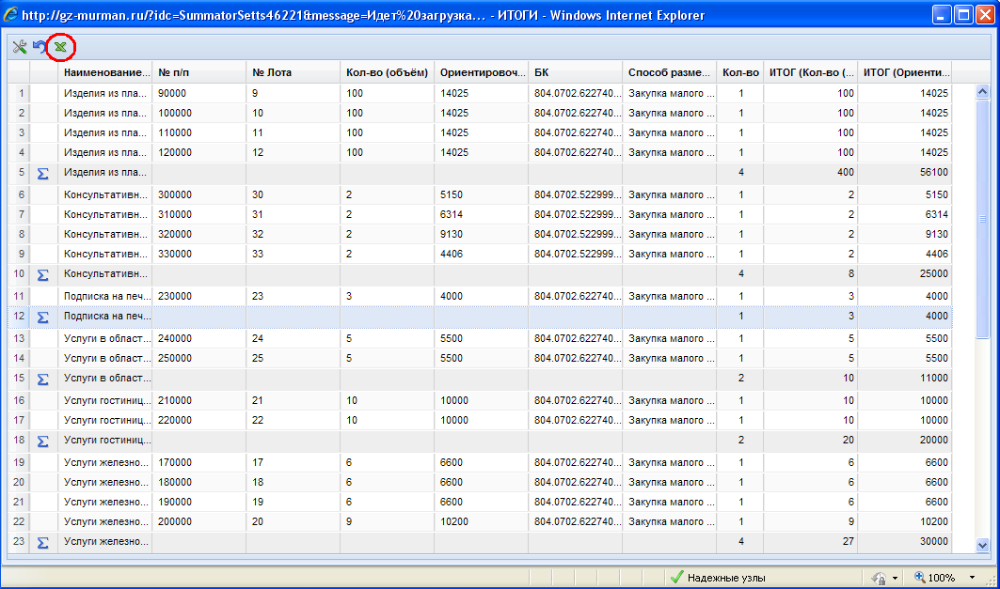 http://gz-murman.ru/?idc=SummatorSetts46221&message=Идет%20загрузка... - ИТОГИ - Windows Internet Explorer
Наименование... № п/п № Лота Кол-во (объём) Ориентировоч... БК Способ разме... Кол-во ИТОГ (Кол-во (... ИТОГ (Ориенти...
1 Изделия из пла... 90000 9 100 14025 804.0702.622740... Закупка малого ... 1 100 14025
2 Изделия из пла... 100000 10 100 14025 804.0702.622740... Закупка малого ... 1 100 14025
3 Изделия из пла... 110000 11 100 14025 804.0702.622740... Закупка малого ... 1 100 14025
4 Изделия из пла... 120000 12 100 14025 804.0702.622740... Закупка малого ... 1 100 14025
5 Σ Изделия из пла... 4 400 56100
6 Консультативн... 300000 30 2 5150 804.0702.522999... Закупка малого ... 1 2 5150
7 Консультативн... 310000 31 2 6314 804.0702.522999... Закупка малого ... 1 2 6314
8 Консультативн... 320000 32 2 9130 804.0702.522999... Закупка малого ... 1 2 9130
9 Консультативн... 330000 33 2 4406 804.0702.522999... Закупка малого ... 1 2 4406
10 Σ Консультативн... 4 8 25000
11 Подписка на печ... 230000 23 3 4000 804.0702.622740... Закупка малого ... 1 3 4000
12 Σ Подписка на печ... 1 3 4000
13 Услуги в област... 240000 24 5 5500 804.0702.622740... Закупка малого ... 1 5 5500
14 Услуги в област... 250000 25 5 5500 804.0702.622740... Закупка малого ... 1 5 5500
15 Σ Услуги в област... 2 10 11000
16 Услуги гостиниц... 210000 21 10 10000 804.0702.622740... Закупка малого ... 1 10 10000
17 Услуги гостиниц... 220000 22 10 10000 804.0702.622740... Закупка малого ... 1 10 10000
18 Σ Услуги гостиниц... 2 20 20000
19 Услуги железно... 170000 17 6 6600 804.0702.622740... Закупка малого ... 1 6 6600
20 Услуги железно... 180000 18 6 6600 804.0702.622740... Закупка малого ... 1 6 6600
21 Услуги железно... 190000 19 6 6600 804.0702.622740... Закупка малого ... 1 6 6600
22 Услуги железно... 200000 20 9 10200 804.0702.622740... Закупка малого ... 1 9 10200
23 Σ Услуги железно... 4 27 30000
Надежные узлы 100%